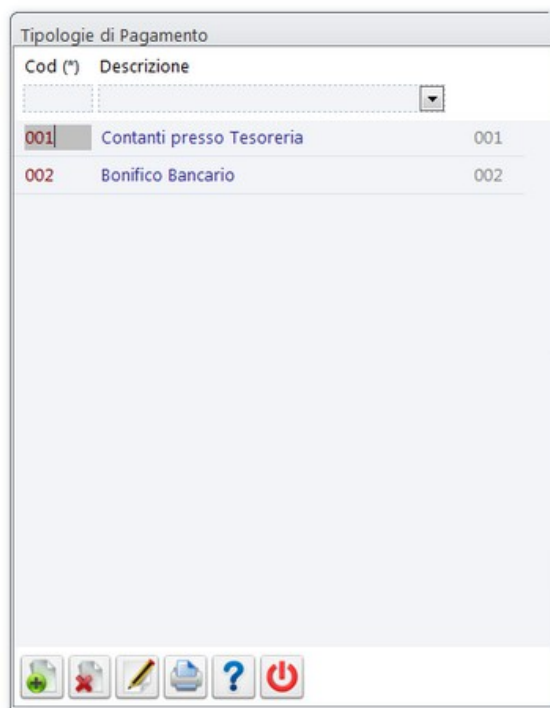 Tipologie di Pagamento
Cod (*) Descrizione
001 Contanti presso Tesoreria 001
002 Bonifico Bancario 002